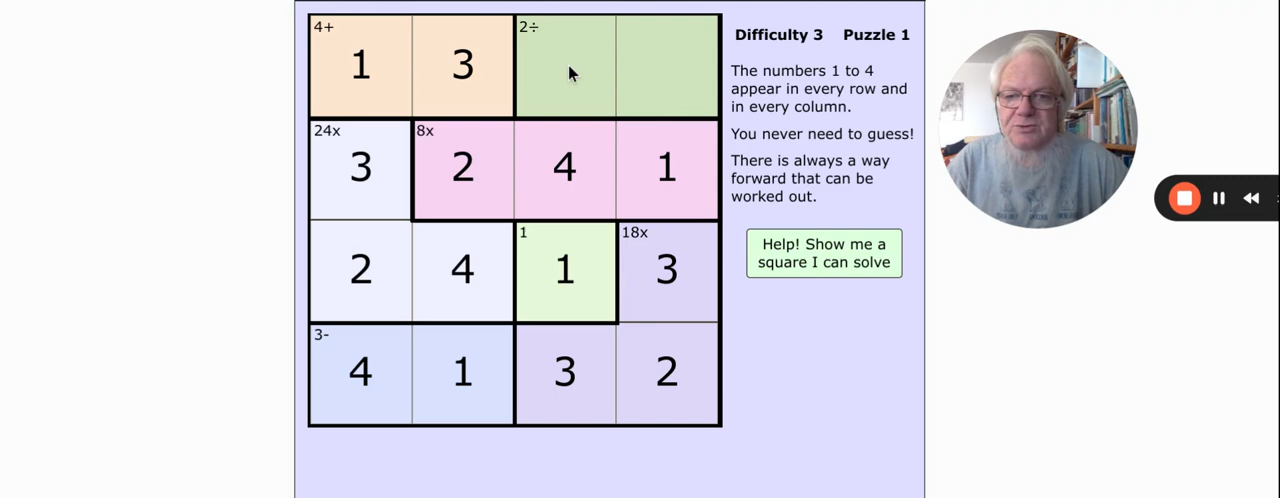 4+ 2÷
1 3
24x 8x
3 2 4 1
1 18x
2 4 1 3
3-
4 1 3 2
Difficulty 3 Puzzle 1
The numbers 1 to 4
appear in every row and
in every column.
You never need to guess!
There is always a way
forward that can be
worked out.
Help! Show me a
square I can solve